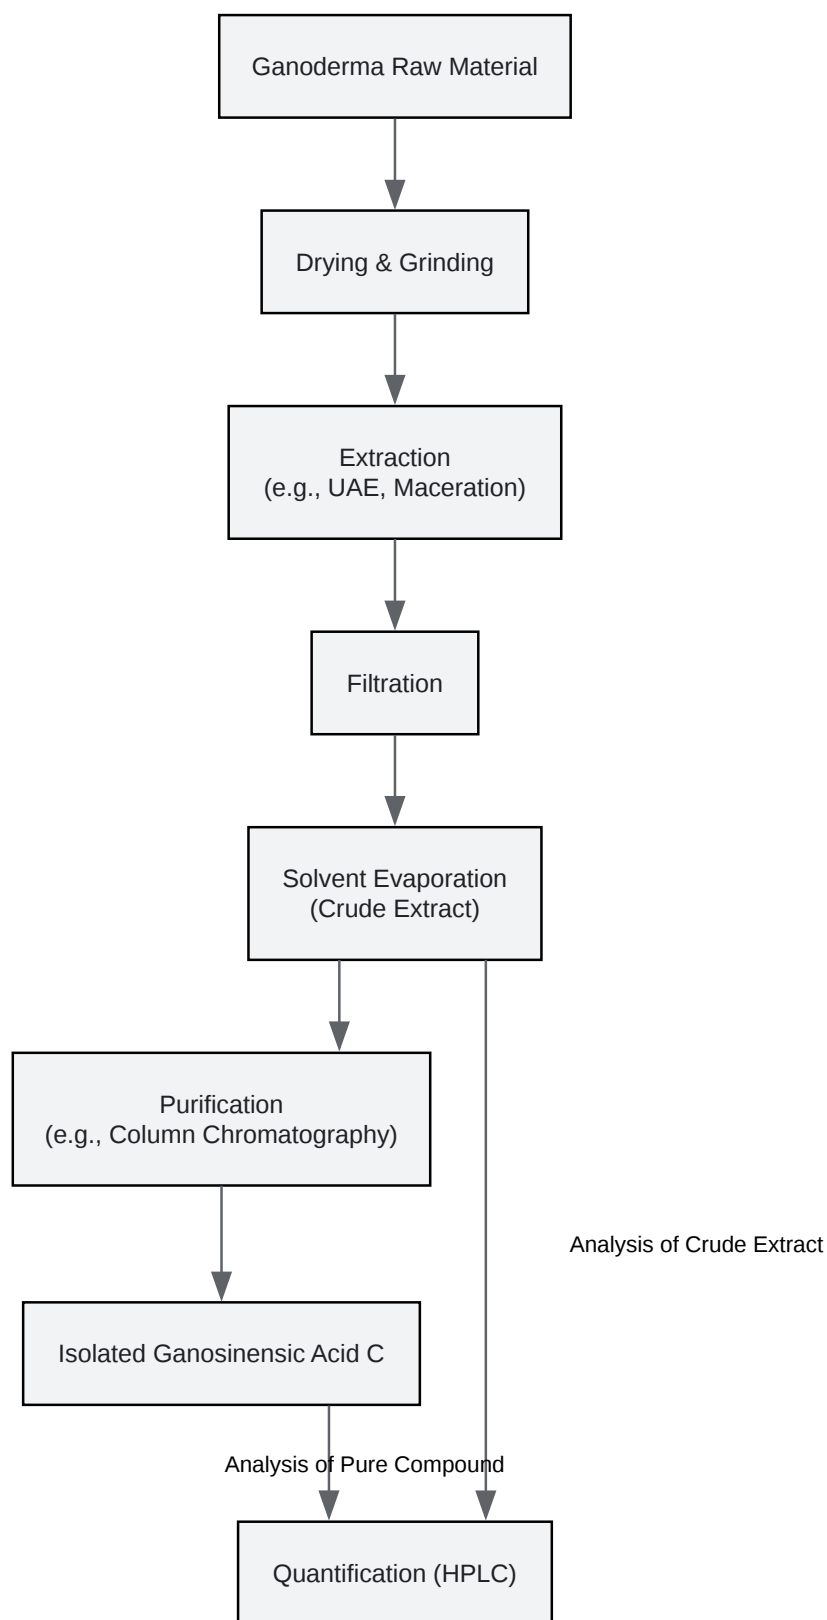 Ganoderma Raw Material
Drying & Grinding
Extraction
(e.g., UAE, Maceration)
Filtration
Solvent Evaporation
(Crude Extract)
Purification
(e.g., Column Chromatography)
Analysis of Crude Extract
Isolated Ganosinensic Acid C
Analysis of Pure Compound
Quantification (HPLC)